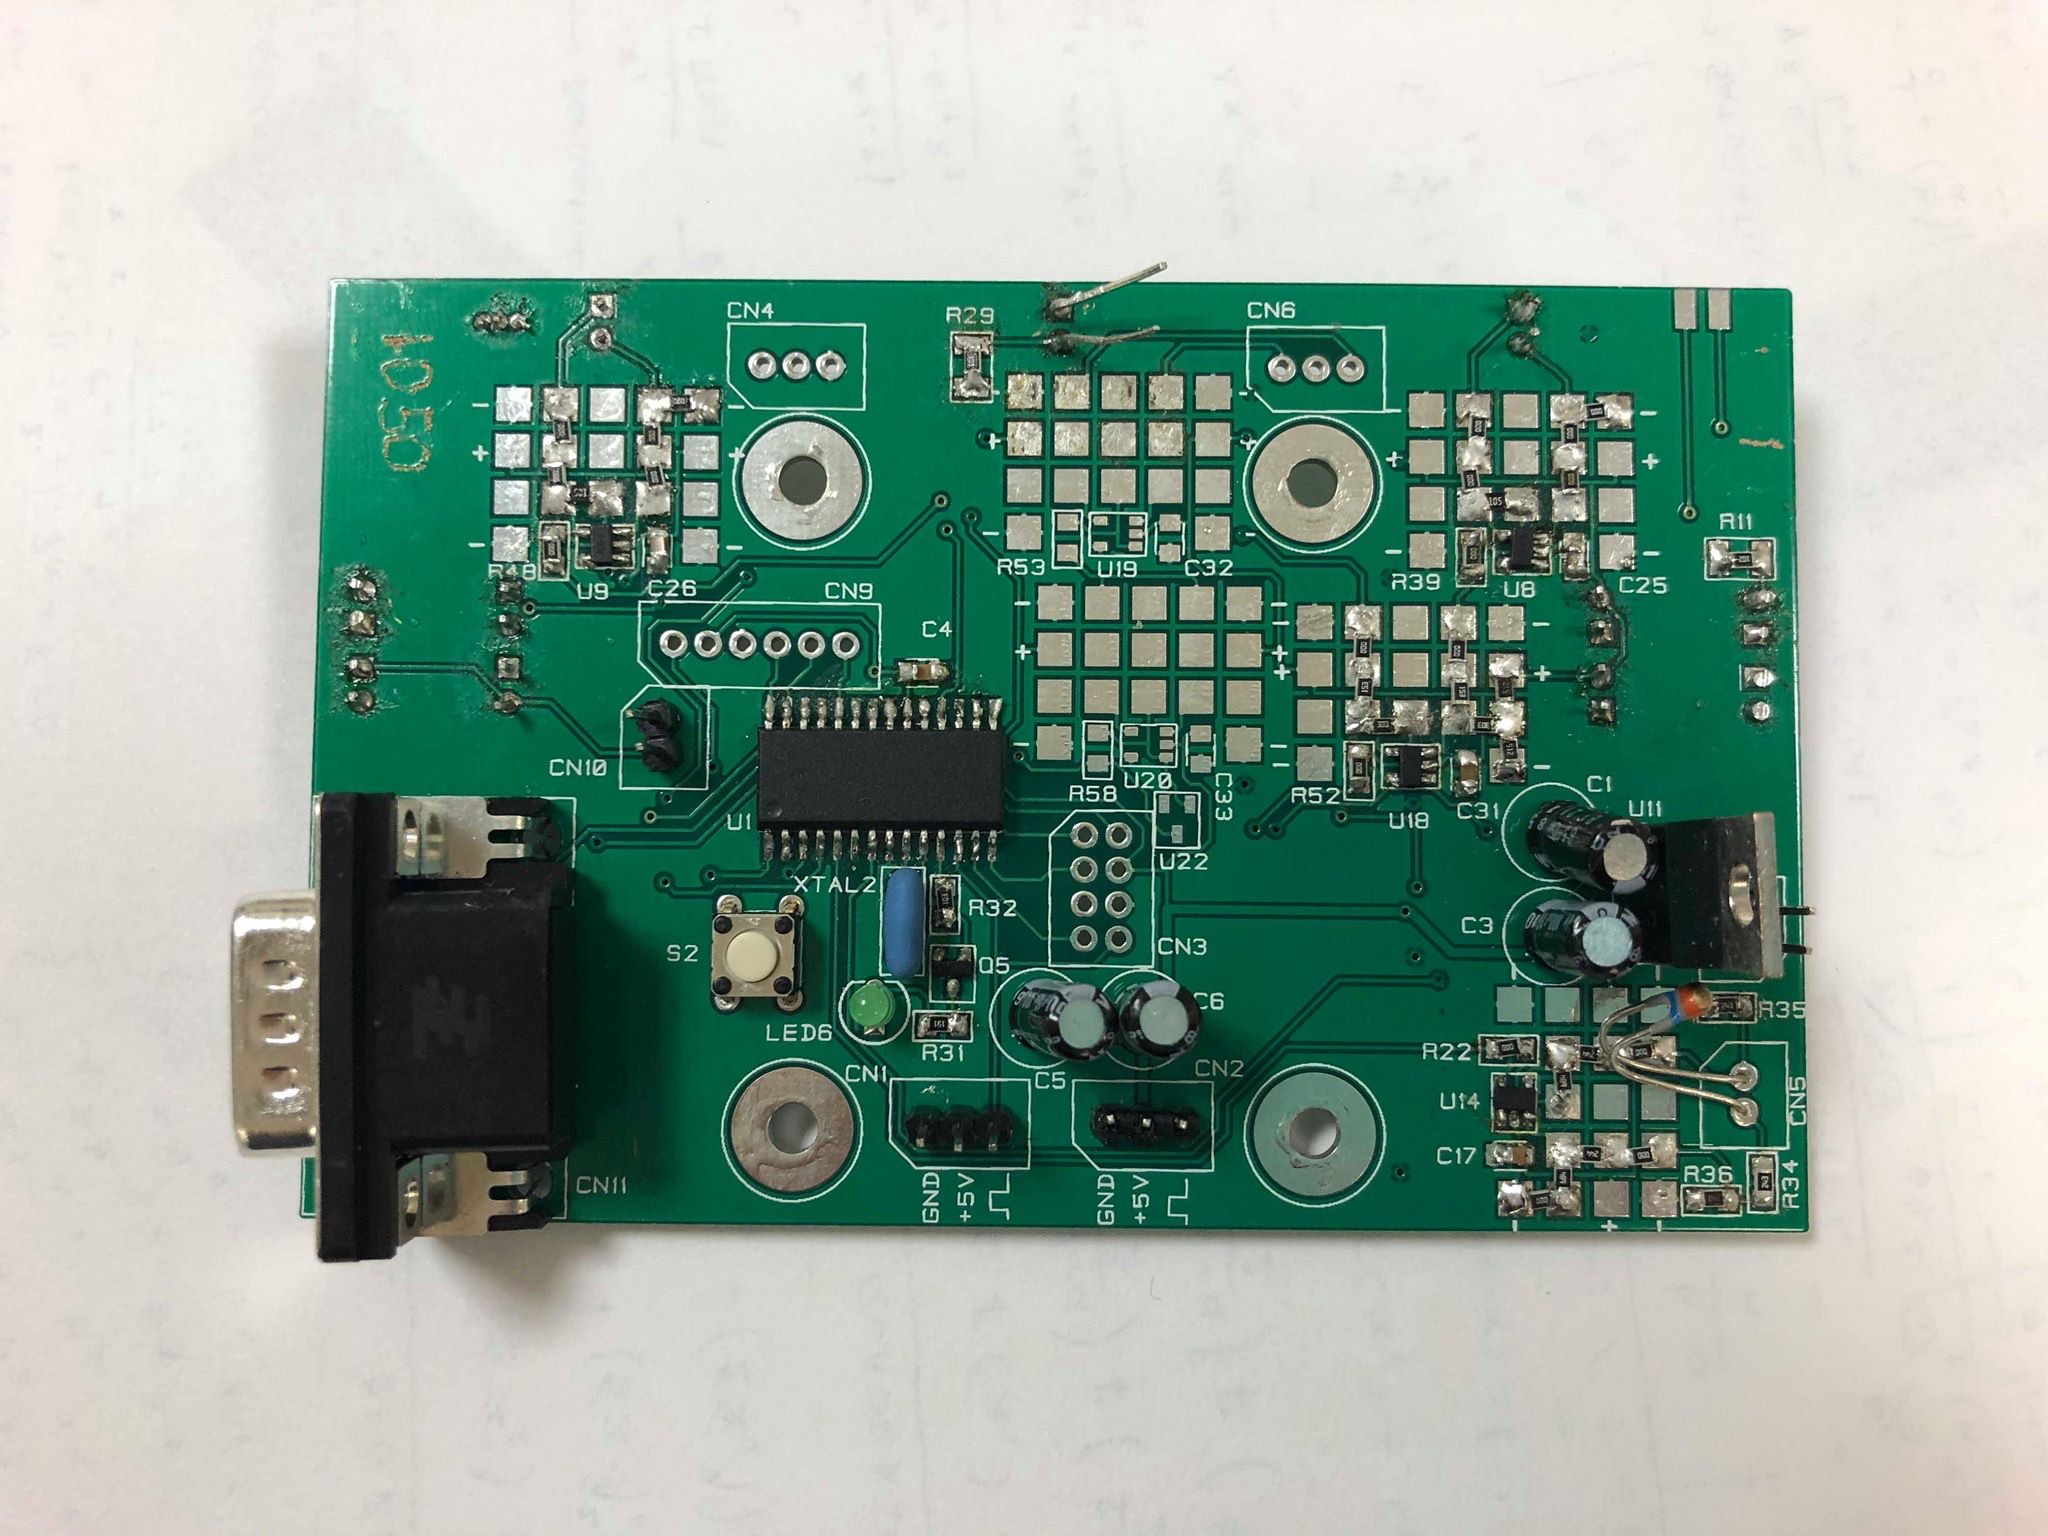 CN4
R29
CN6
1050
R11
R48
U9
C26
R53
U19
C32
R39
U8
C25
CN9
C4
CN10
U1
R58
U20
C33
R52
U18
C31
C1
U11
U22
XTAL2
R32
C3
S2
Q5
CN3
LED6
R31
C5
C6
R35
R22
CN1
CN2
U14
CN5
C17
CN11
GND
+5V
GND
+5V
R36
R34